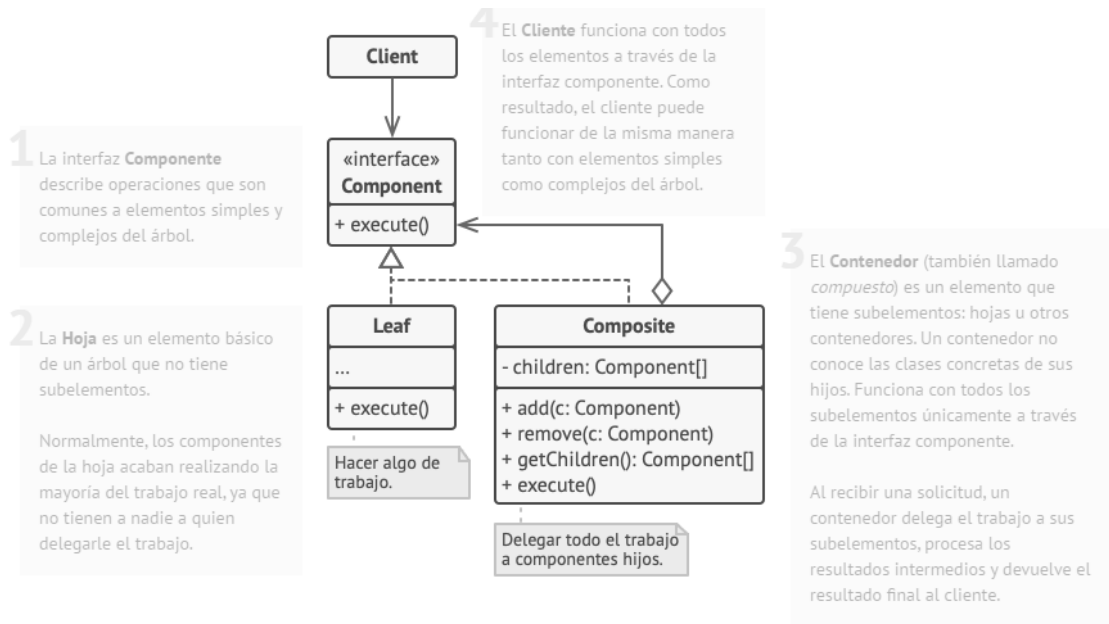 4
El Cliente funciona con todos
los elementos a través de la
interfaz componente. Como
resultado, el cliente puede
funcionar de la misma manera
tanto con elementos simples
como complejos del árbol.
Client
1
La interfaz Componente
describe operaciones que son
comunes a elementos simples y
complejos del árbol.
«interface»
Component
+ execute()
2
La Hoja es un elemento básico
de un árbol que no tiene
subelementos.
Normalmente, los componentes
de la hoja acaban realizando la
mayoría del trabajo real, ya que
no tienen a nadie a quien
delegarle el trabajo.
Leaf
...
+ execute()
Hacer algo de
trabajo.
Composite
- children: Component[]
+ add(c: Component)
+ remove(c: Component)
+ getChildren(): Component[]
+ execute()
Delegar todo el trabajo
a componentes hijos.
3
El Contenedor (también llamado
compuesto) es un elemento que
tiene subelementos: hojas u otros
contenedores. Un contenedor no
conoce las clases concretas de sus
hijos. Funciona con todos los
subelementos únicamente a través
de la interfaz componente.
Al recibir una solicitud, un
contenedor delega el trabajo a sus
subelementos, procesa los
resultados intermedios y devuelve el
resultado final al cliente.